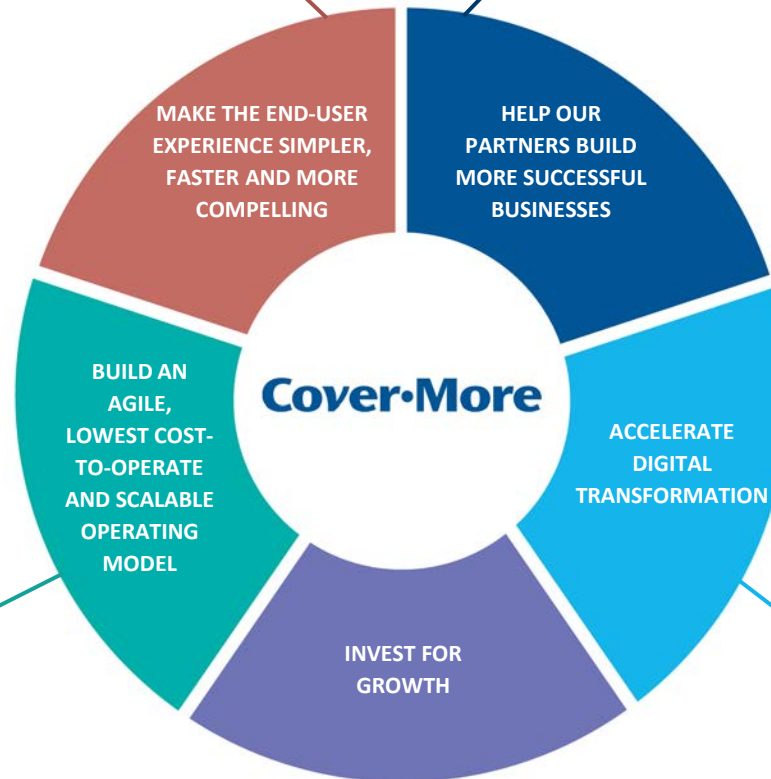 MAKE THE END-USER
EXPERIENCE SIMPLER,
FASTER AND MORE
COMPELLING
HELP OUR
PARTNERS BUILD
MORE SUCCESSFUL
BUSINESSES
BUILD AN
AGILE,
LOWEST COST-
TO-OPERATE
AND SCALABLE
OPERATING
MODEL
Cover•More
ACCELERATE
DIGITAL
TRANSFORMATION
INVEST FOR
GROWTH